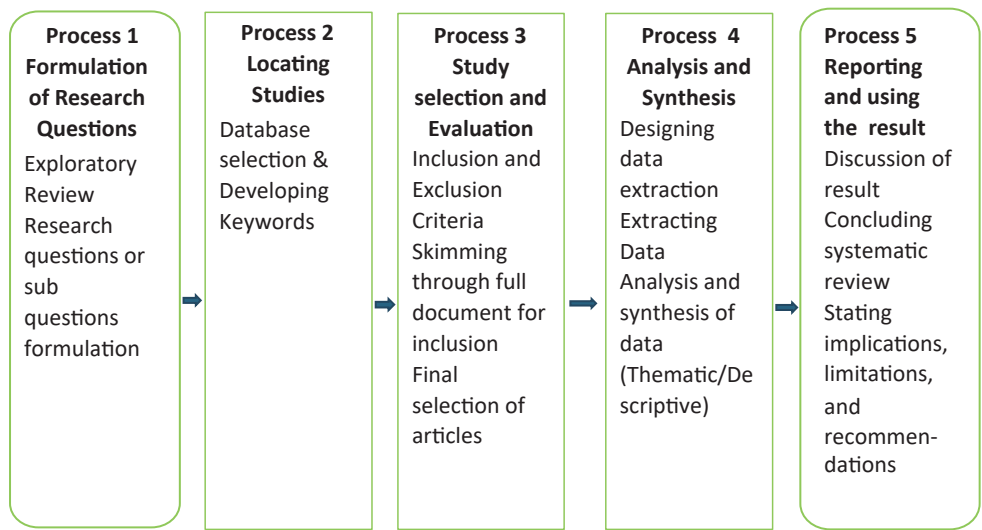 Process 1
Formulation
of Research
Questions
Exploratory
Review
Research
questions or
sub
questions
formulation
Process 2
Locating
Studies
Database
selection &
Developing
Keywords
Process 3
Study
selection and
Evaluation
Inclusion and
Exclusion
Criteria
Skimming
through full
document for
inclusion
Final
selection of
articles
Process 4
Analysis and
Synthesis
Designing
data
extraction
Extracting
Data
Analysis and
synthesis of
data
(Thematic/De
scriptive)
Process 5
Reporting
and using
the result
Discussion of
result
Concluding
systematic
review
Stating
implications,
limitations,
and
recommen-
dations